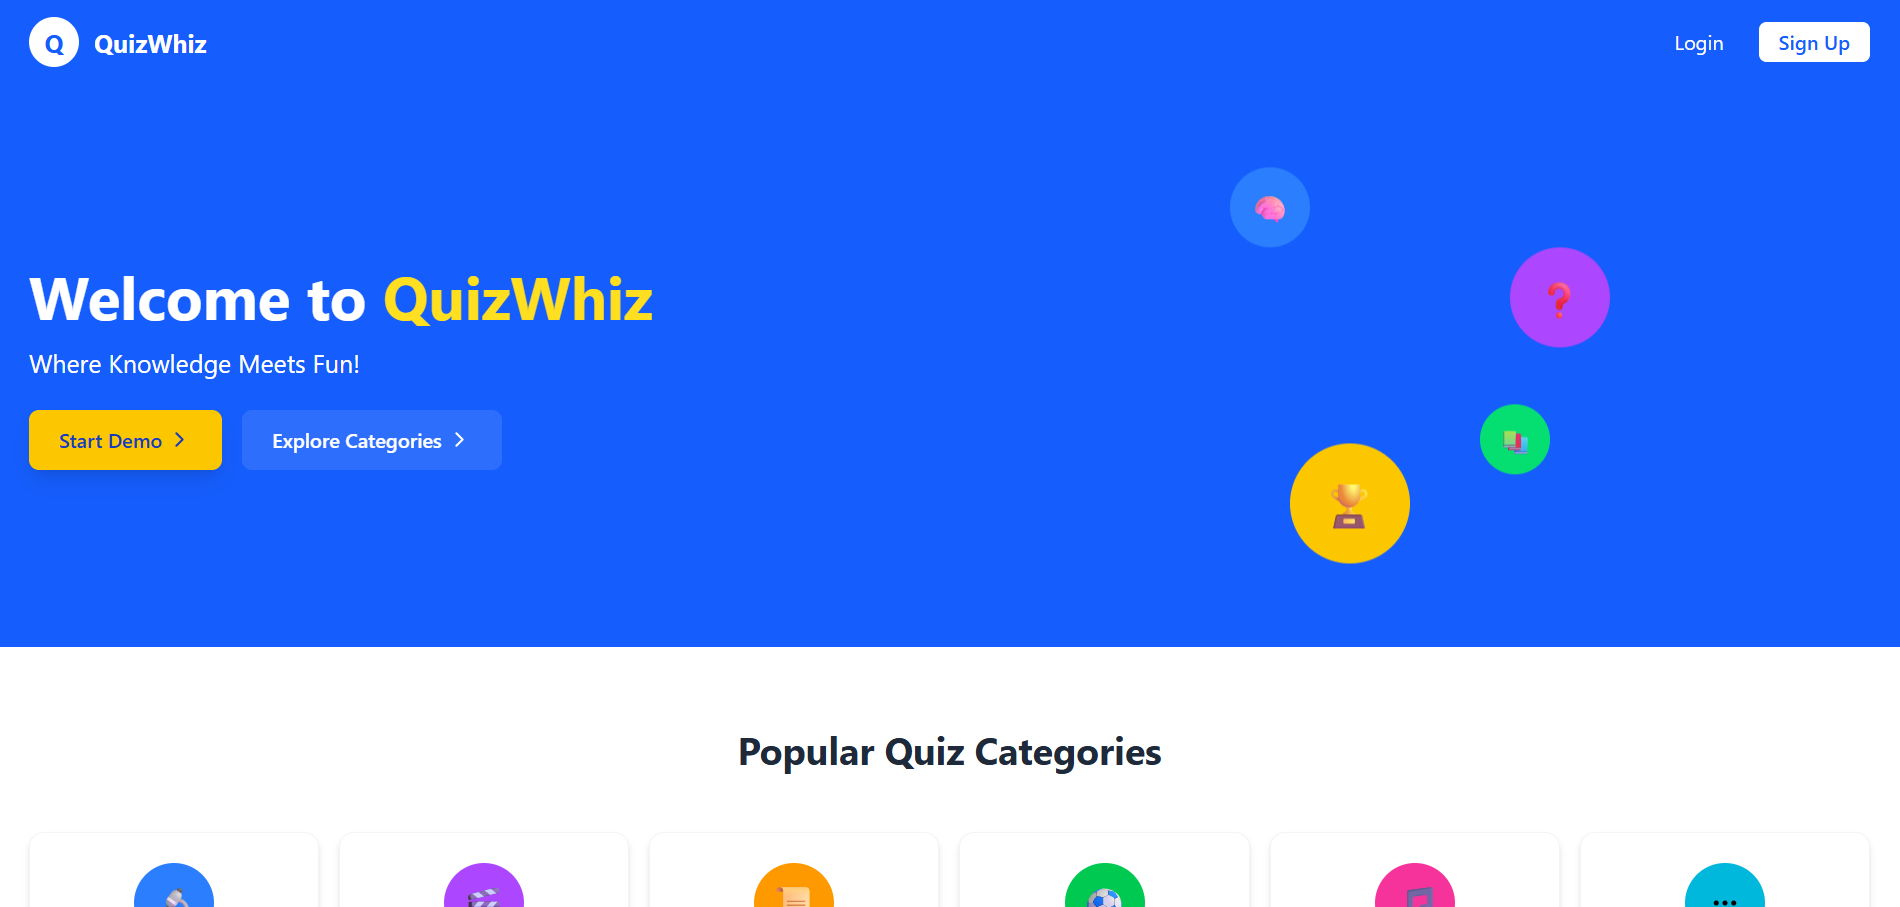 Q QuizWhiz
Login
Sign Up
Welcome to QuizWhiz
Where Knowledge Meets Fun!
Start Demo
Explore Categories
Popular Quiz Categories